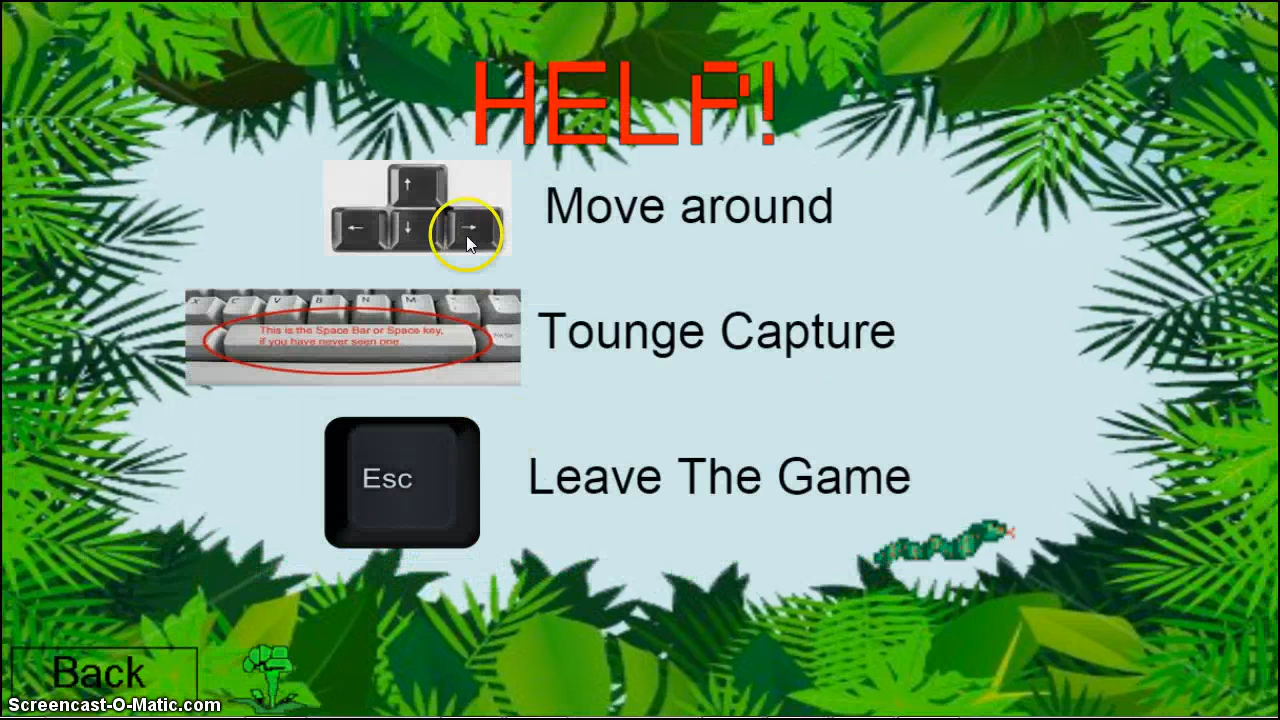 HELP!
Move around
X C V B N M
This is the Space Bar or Space key,
if you have never seen one.
Tounge Capture
Esc
Leave The Game
Back
Screencast-O-Matic.com